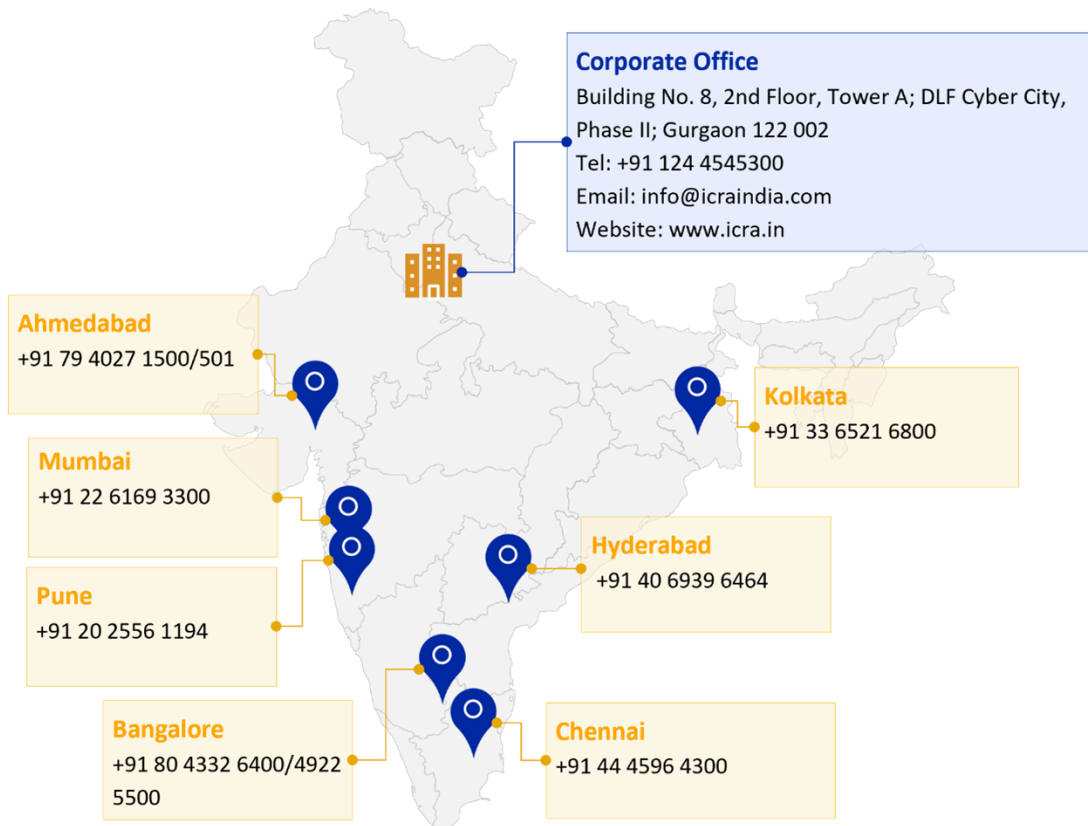 Corporate Office
Building No. 8, 2nd Floor, Tower A; DLF Cyber City,
Phase II; Gurgaon 122 002
Tel: +91 124 4545300
Email: info@icraindia.com
Website: www.icra.in
Ahmedabad
+91 79 4027 1500/501
Kolkata
+91 33 6521 6800
Mumbai
+91 22 6169 3300
Hyderabad
+91 40 6939 6464
Pune
+91 20 2556 1194
Bangalore
+91 80 4332 6400/4922
5500
Chennai
+91 44 4596 4300